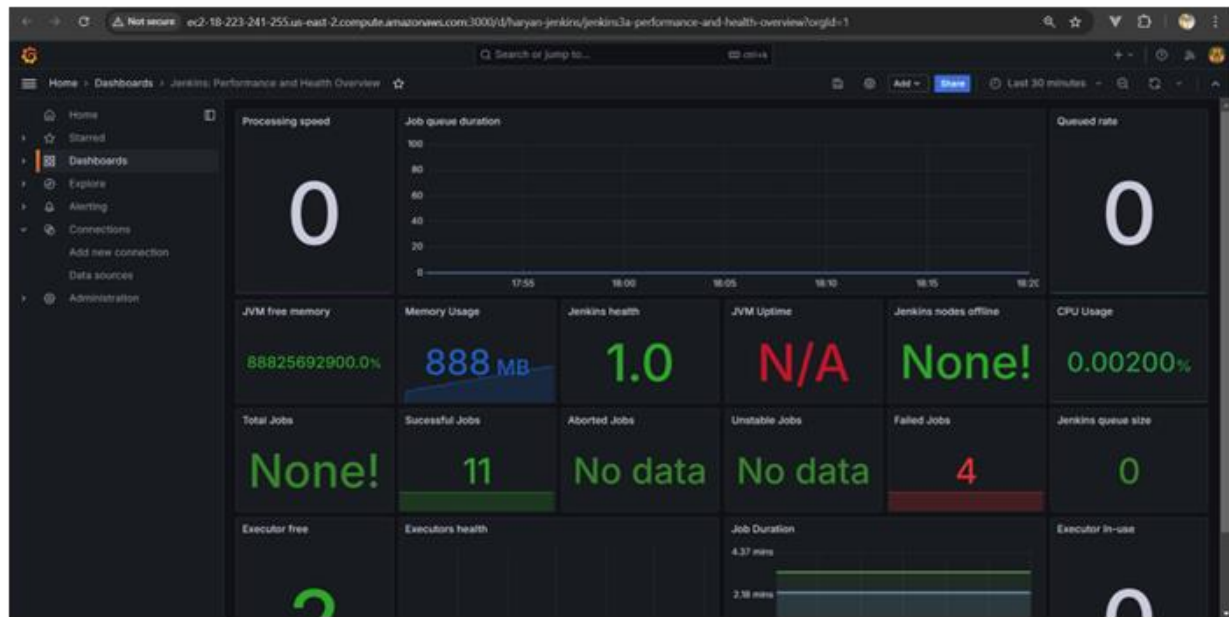 Not secure ec2-18-223-241-255.us-east-2.compute.amazonaws.com:3000/d/haryan-jenkins/jenkins3a-performance-and-health-overview?orgId=1
Search or jump to... ctrl+k
Home › Dashboards › Jenkins: Performance and Health Overview Add Share Last 30 minutes
Home
Starred
Dashboards
Explore
Alerting
Connections
Add new connection
Data sources
Administration
Processing speed
0
Job queue duration
100
80
60
40
20
0
17:55 18:00 18:05 18:10 18:15 18:20
Queued rate
0
JVM free memory
88825692900.0%
Memory Usage
888 MB
Jenkins health
1.0
JVM Uptime
N/A
Jenkins nodes offline
None!
CPU Usage
0.00200%
Total Jobs
None!
Sucessful Jobs
11
Aborted Jobs
No data
Unstable Jobs
No data
Failed Jobs
4
Jenkins queue size
0
Executor free
Executors health
Job Duration
4.37 mins
2.18 mins
Executor in-use
0